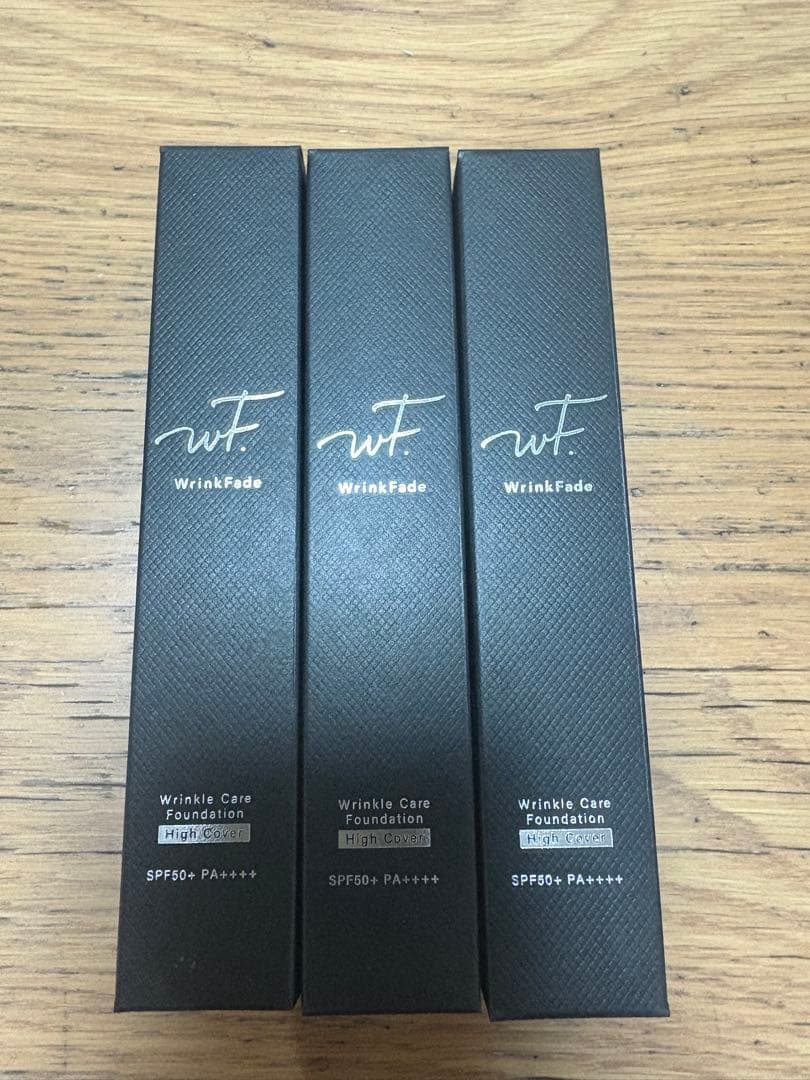 wF.
WrinkFade
Wrinkle Care
Foundation
High Cover
SPF50+ PA++++
wF.
WrinkFade
Wrinkle Care
Foundation
High Cover
SPF50+ PA++++
wF.
WrinkFade
Wrinkle Care
Foundation
High Cover
SPF50+ PA++++